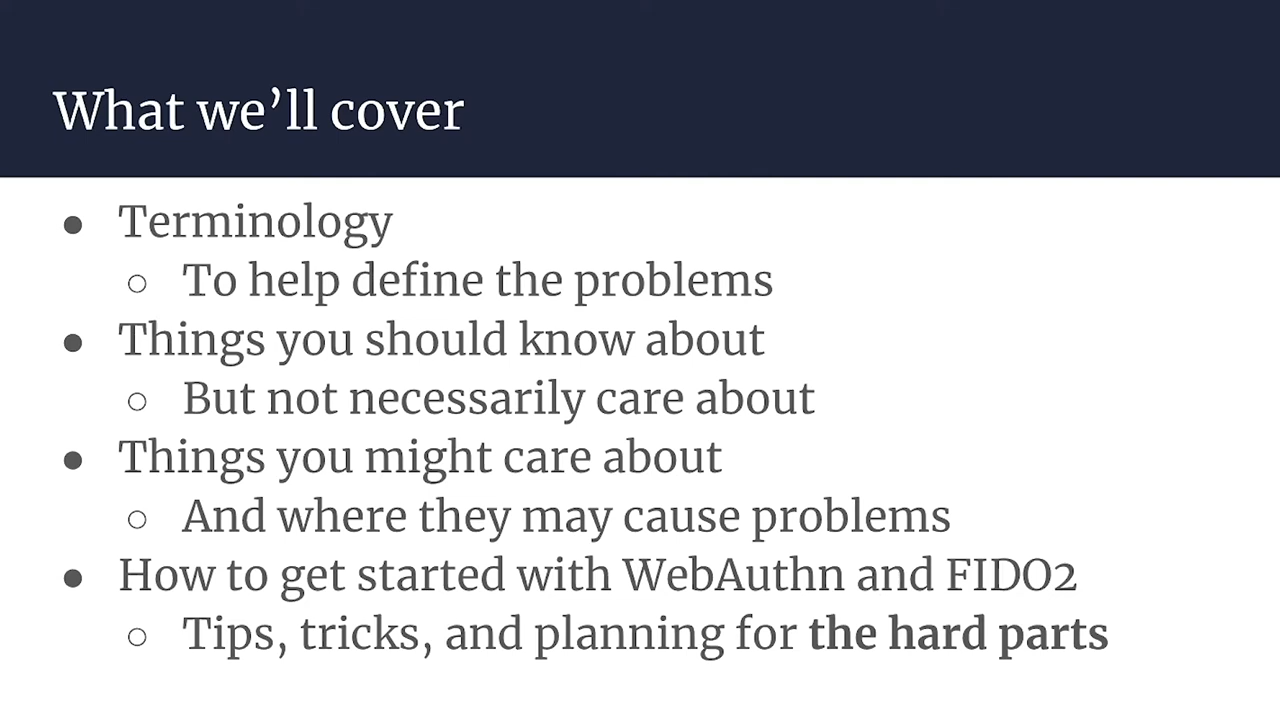 What we’ll cover
● Terminology
○ To help define the problems
● Things you should know about
○ But not necessarily care about
● Things you might care about
○ And where they may cause problems
● How to get started with WebAuthn and FIDO2
○ Tips, tricks, and planning for the hard parts